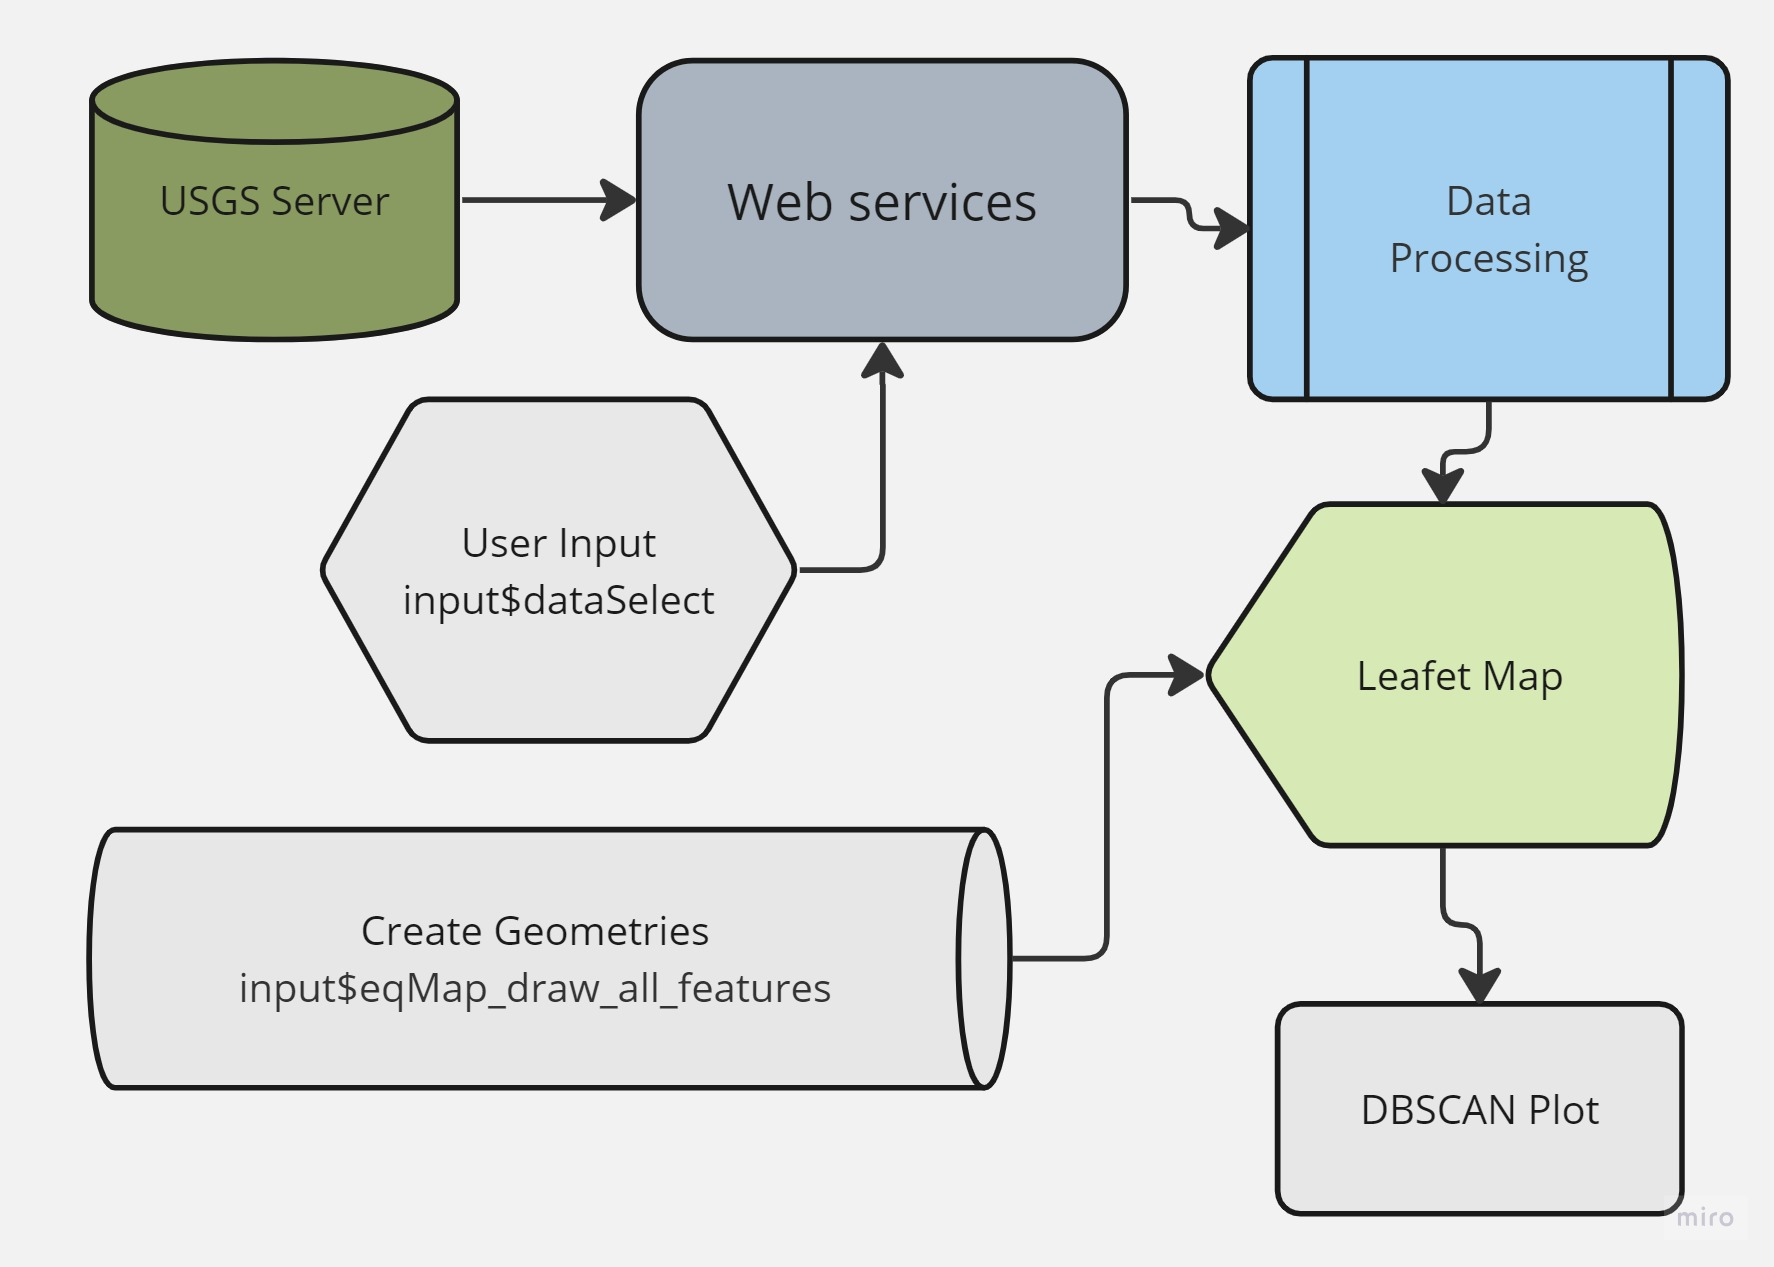 USGS Server
Web services
Data
Processing
User Input
input$dataSelect
Leafet Map
Create Geometries
input$eqMap_draw_all_features
DBSCAN Plot
miro